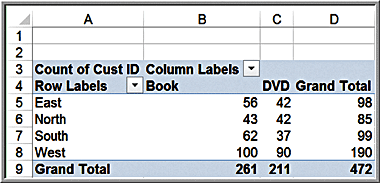 A B C D
1
2
3 Count of Cust ID Column Labels
4 Row Labels Book DVD Grand Total
5 East 56 42 98
6 North 43 42 85
7 South 62 37 99
8 West 100 90 190
9 Grand Total 261 211 472